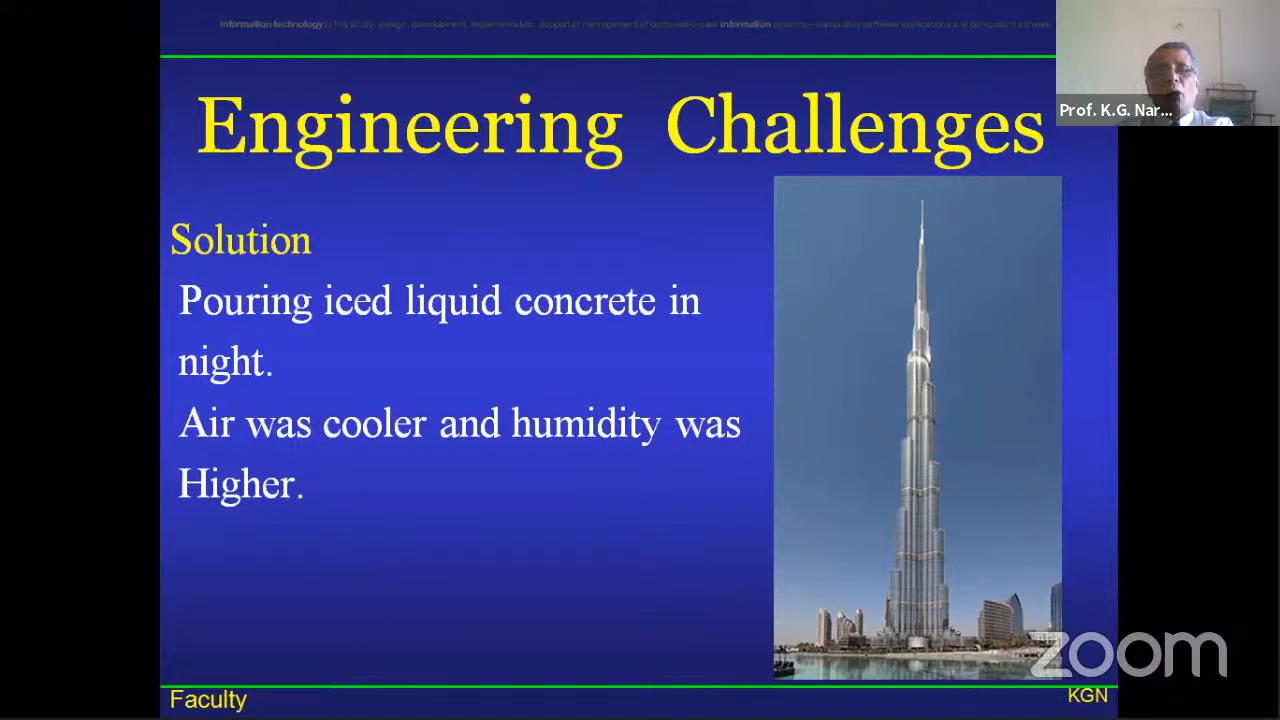 Information technology is the study, design, development, implementation, support or management of computer-based information systems—particularly software applications and computer hardware
Prof. K.G. Nar...
Engineering Challenges
Solution
Pouring iced liquid concrete in
night.
Air was cooler and humidity was
Higher.
zoom
Faculty
KGN